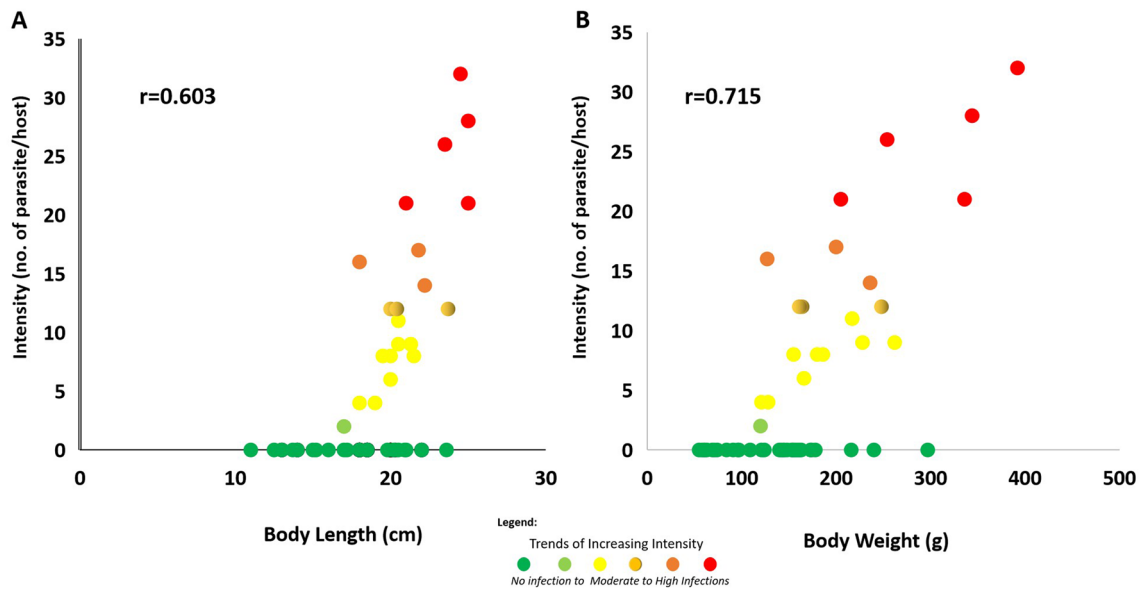 A
Intensity (no. of parasite/host)
35
30
25
20
15
10
5
0
r=0.603
0
10
20
30
Body Length (cm)
B
Intensity (no. of parasite/host)
35
30
25
20
15
10
5
0
r=0.715
0
100
200
300
400
500
Body Weight (g)
Legend:
Trends of Increasing Intensity
No infection to Moderate to High Infections